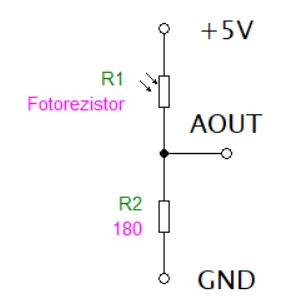 +5V
R1
Fotorezistor
AOUT
R2
180
GND